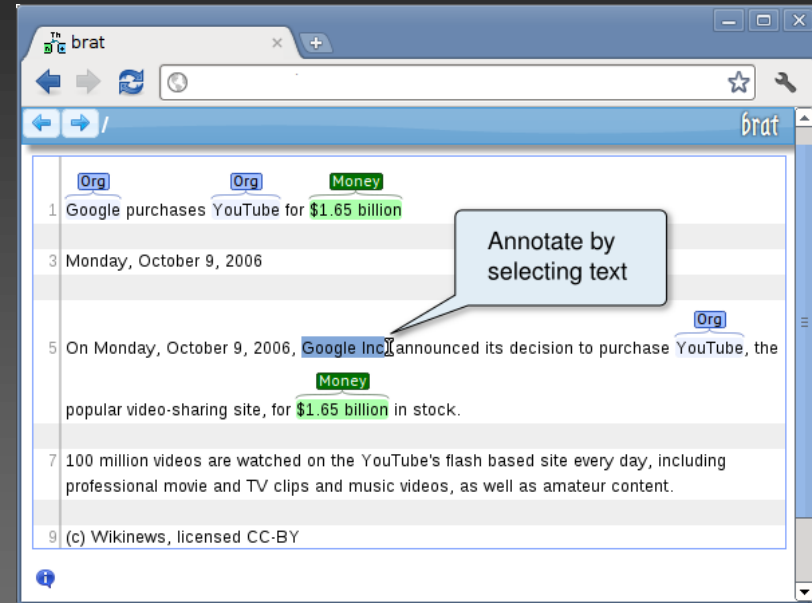 brat
/
brat
Org Org Money
1 Google purchases YouTube for $1.65 billion
3 Monday, October 9, 2006
Annotate by
selecting text
Org
5 On Monday, October 9, 2006, Google Inc announced its decision to purchase YouTube, the
Money
popular video-sharing site, for $1.65 billion in stock.
7 100 million videos are watched on the YouTube's flash based site every day, including
professional movie and TV clips and music videos, as well as amateur content.
9 (c) Wikinews, licensed CC-BY